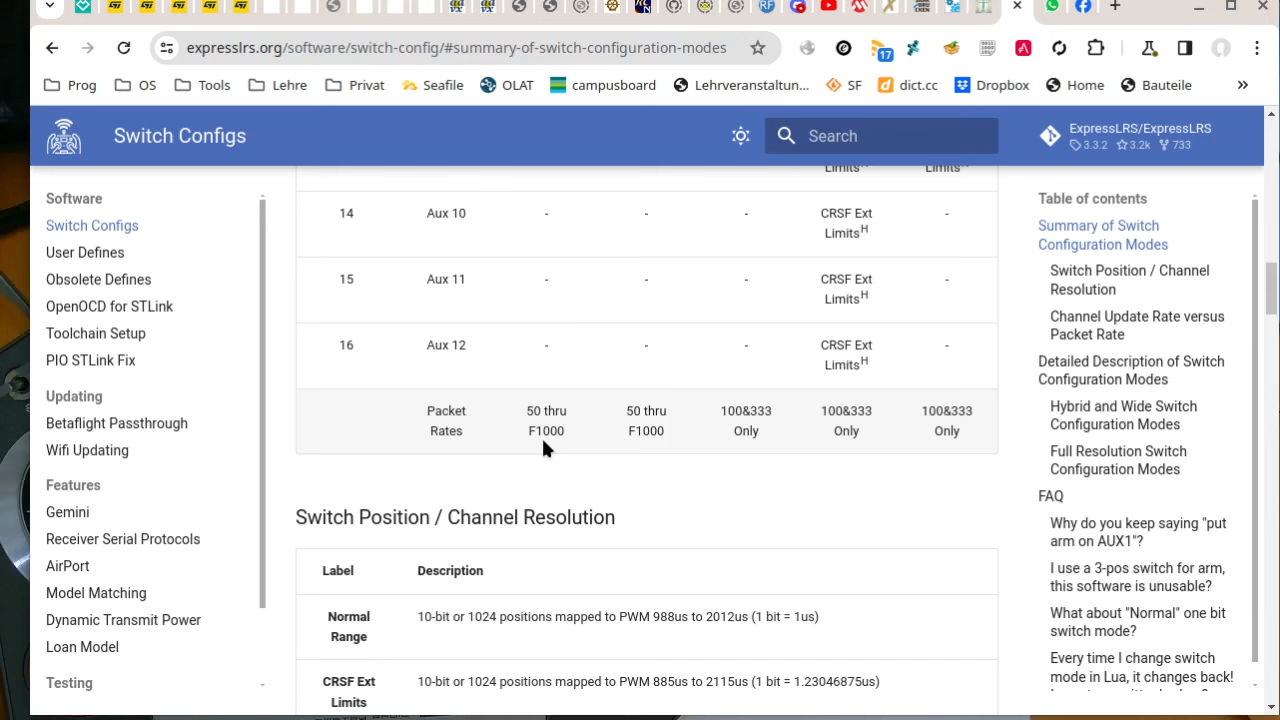 17
expresslrs.org/software/switch-config/#summary-of-switch-configuration-modes
Prog OS Tools Lehre Privat Seafile OLAT campusboard Lehrveranstaltun... SF dict.cc Dropbox Home Bauteile »
Switch Configs
Search
ExpressLRS/ExpressLRS
3.3.2 3.2k 733
Software
Switch Configs
User Defines
Obsolete Defines
OpenOCD for STLink
Toolchain Setup
PIO STLink Fix
Updating
Betaflight Passthrough
Wifi Updating
Features
Gemini
Receiver Serial Protocols
AirPort
Model Matching
Dynamic Transmit Power
Loan Model
Testing
Limits^H Limits^H
14 Aux 10 - - - CRSF Ext -
Limits^H
15 Aux 11 - - - CRSF Ext -
Limits^H
16 Aux 12 - - - CRSF Ext -
Limits^H
Packet 50 thru 50 thru 100&333 100&333 100&333
Rates F1000 F1000 Only Only Only
Switch Position / Channel Resolution
Label Description
Normal 10-bit or 1024 positions mapped to PWM 988us to 2012us (1 bit = 1us)
Range
CRSF Ext 10-bit or 1024 positions mapped to PWM 885us to 2115us (1 bit = 1.23046875us)
Limits
Table of contents
Summary of Switch
Configuration Modes
Switch Position / Channel
Resolution
Channel Update Rate versus
Packet Rate
Detailed Description of Switch
Configuration Modes
Hybrid and Wide Switch
Configuration Modes
Full Resolution Switch
Configuration Modes
FAQ
Why do you keep saying "put
arm on AUX1"?
I use a 3-pos switch for arm,
this software is unusable?
What about "Normal" one bit
switch mode?
Every time I change switch
mode in Lua, it changes back!